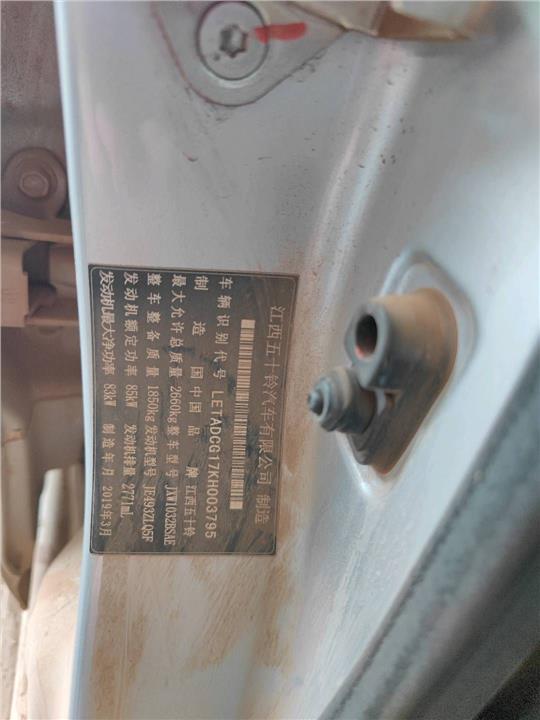 江西五十铃汽车有限公司 制造
车辆识别代号 LETADCG17KH003795
制造国 中国 品牌 江西五十铃
最大允许总质量 2660kg 整车型号 JXW1032BSAE
整车整备质量 1850kg 发动机型号 JE493ZLQ5F
发动机额定功率 85kW 发动机排量 2771ml
发动机最大净功率 83kW 制造年月 2019年3月